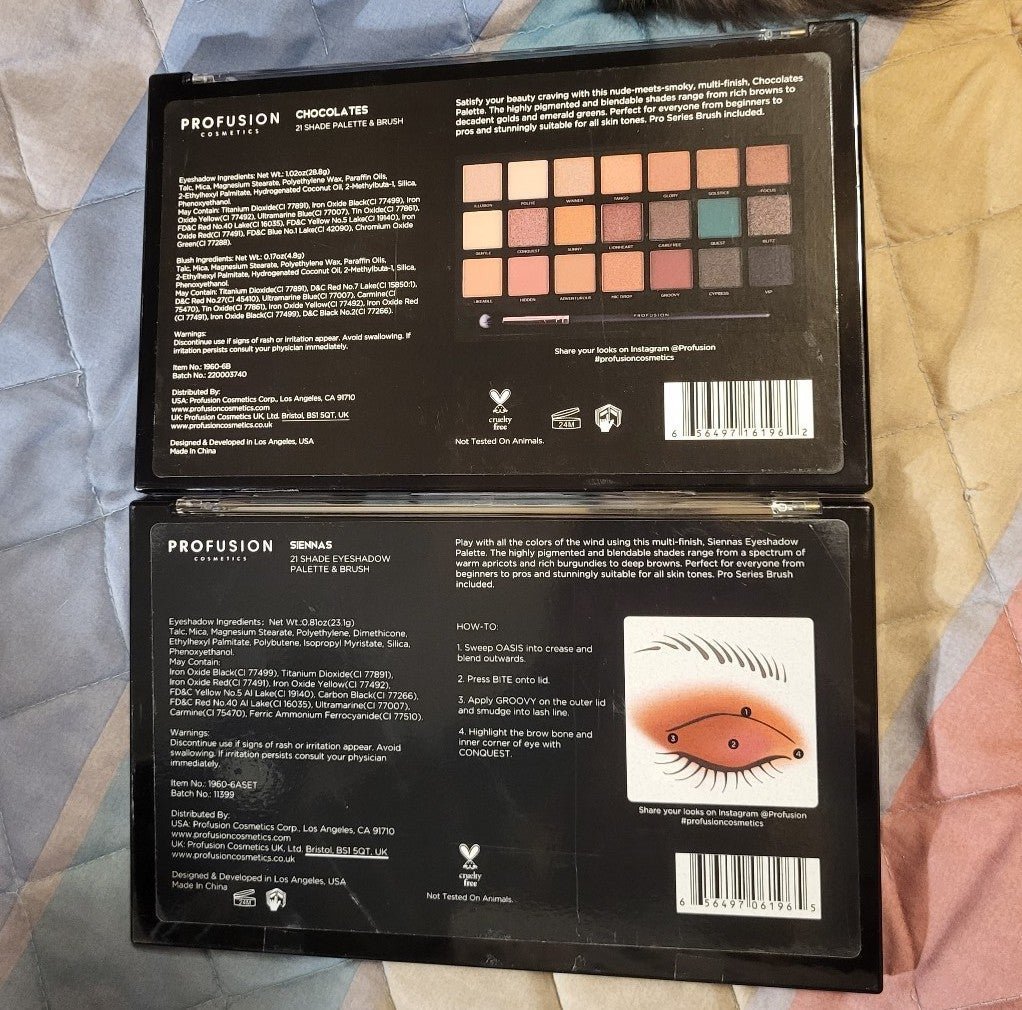 PROFUSION
COSMETICS
CHOCOLATES
21 SHADE PALETTE & BRUSH
Satisfy your beauty craving with this nude-meets-smoky, multi-finish, Chocolates
Palette. The highly pigmented and blendable shades range from rich browns to
decadent golds and emerald greens. Perfect for everyone from beginners to
pros and stunningly suitable for all skin tones. Pro Series Brush included.
Eyeshadow Ingredients: Net Wt.: 1.02oz(28.8g)
Talc, Mica, Magnesium Stearate, Polyethylene Wax, Paraffin Oils,
2-Ethylhexyl Palmitate, Hydrogenated Coconut Oil, 2-Methylbuta-1, Silica,
Phenoxyethanol.
May Contain: Titanium Dioxide(CI 77891), Iron Oxide Black(CI 77499), Iron
Oxide Yellow(CI 77492), Ultramarine Blue(CI 77007), Tin Oxide(CI 77861),
FD&C Red No.40 Lake(CI 16035), FD&C Yellow No.5 Lake(CI 19140), Iron
Oxide Red(CI 77491), FD&C Blue No.1 Lake(CI 42090), Chromium Oxide
Green(CI 77288).
Blush Ingredients: Net Wt.: 0.17oz(4.8g)
Talc, Mica, Magnesium Stearate, Polyethylene Wax, Paraffin Oils,
2-Ethylhexyl Palmitate, Hydrogenated Coconut Oil, 2-Methylbuta-1, Silica,
Phenoxyethanol.
May Contain: Titanium Dioxide(CI 77891), D&C Red No.7 Lake(CI 15850:1),
D&C Red No.27(CI 45410), Ultramarine Blue(CI 77007), Carmine(CI
75470), Tin Oxide(CI 77861), Iron Oxide Yellow(CI 77492), Iron Oxide Red
(CI 77491), Iron Oxide Black(CI 77499), D&C Black No.2(CI 77266).
Warnings:
Discontinue use if signs of rash or irritation appear. Avoid swallowing. If
irritation persists consult your physician immediately.
Item No.: 1960-6B
Batch No.: 220003740
Distributed By:
USA: Profusion Cosmetics Corp., Los Angeles, CA 91710
www.profusioncosmetics.com
UK: Profusion Cosmetics UK, Ltd. Bristol, BS1 5QT, UK
www.profusioncosmetics.co.uk
Designed & Developed in Los Angeles, USA
Made in China
ILLUSION POLITE WINNER TANGO GLORY SOLSTICE FOCUS
GENTLE CONQUEST SUNNY LIONHEART CAREFREE QUEST BLITZ
LIKEABLE HIDDEN ADVENTUROUS MIC DROP GROOVY CYPRESS VIP
PROFUSION
Share your looks on Instagram @Profusion
#profusioncosmetics
cruelty
free
Not Tested On Animals.
24M
6 56497 16196 2
PROFUSION
COSMETICS
SIENNAS
21 SHADE EYESHADOW
PALETTE & BRUSH
Play with all the colors of the wind using this multi-finish, Siennas Eyeshadow
Palette. The highly pigmented and blendable shades range from a spectrum of
warm apricots and rich burgundies to deep browns. Perfect for everyone from
beginners to pros and stunningly suitable for all skin tones. Pro Series Brush
included.
Eyeshadow Ingredients: Net Wt.:0.81oz(23.1g)
Talc, Mica, Magnesium Stearate, Polyethylene, Dimethicone,
Ethylhexyl Palmitate, Polybutene, Isopropyl Myristate, Silica,
Phenoxyethanol.
May Contain:
Iron Oxide Black(CI 77499), Titanium Dioxide(CI 77891),
Iron Oxide Red(CI 77491), Iron Oxide Yellow(CI 77492),
FD&C Yellow No.5 Al Lake(CI 19140), Carbon Black(CI 77266),
FD&C Red No.40 Al Lake(CI 16035), Ultramarine(CI 77007),
Carmine(CI 75470), Ferric Ammonium Ferrocyanide(CI 77510).
Warnings:
Discontinue use if signs of rash or irritation appear. Avoid
swallowing. If irritation persists consult your physician
immediately.
Item No.: 1960-6ASET
Batch No.: 11399
Distributed By:
USA: Profusion Cosmetics Corp., Los Angeles, CA 91710
www.profusioncosmetics.com
UK: Profusion Cosmetics UK, Ltd. Bristol, BS1 5QT, UK
www.profusioncosmetics.co.uk
Designed & Developed in Los Angeles, USA
Made In China
24M
HOW-TO:
1. Sweep OASIS into crease and
blend outwards.
2. Press BITE onto lid.
3. Apply GROOVY on the outer lid
and smudge into lash line.
4. Highlight the brow bone and
inner corner of eye with
CONQUEST.
1
2
3
4
Share your looks on Instagram @Profusion
#profusioncosmetics
cruelty
free
Not Tested On Animals.
6 56497 06196 5